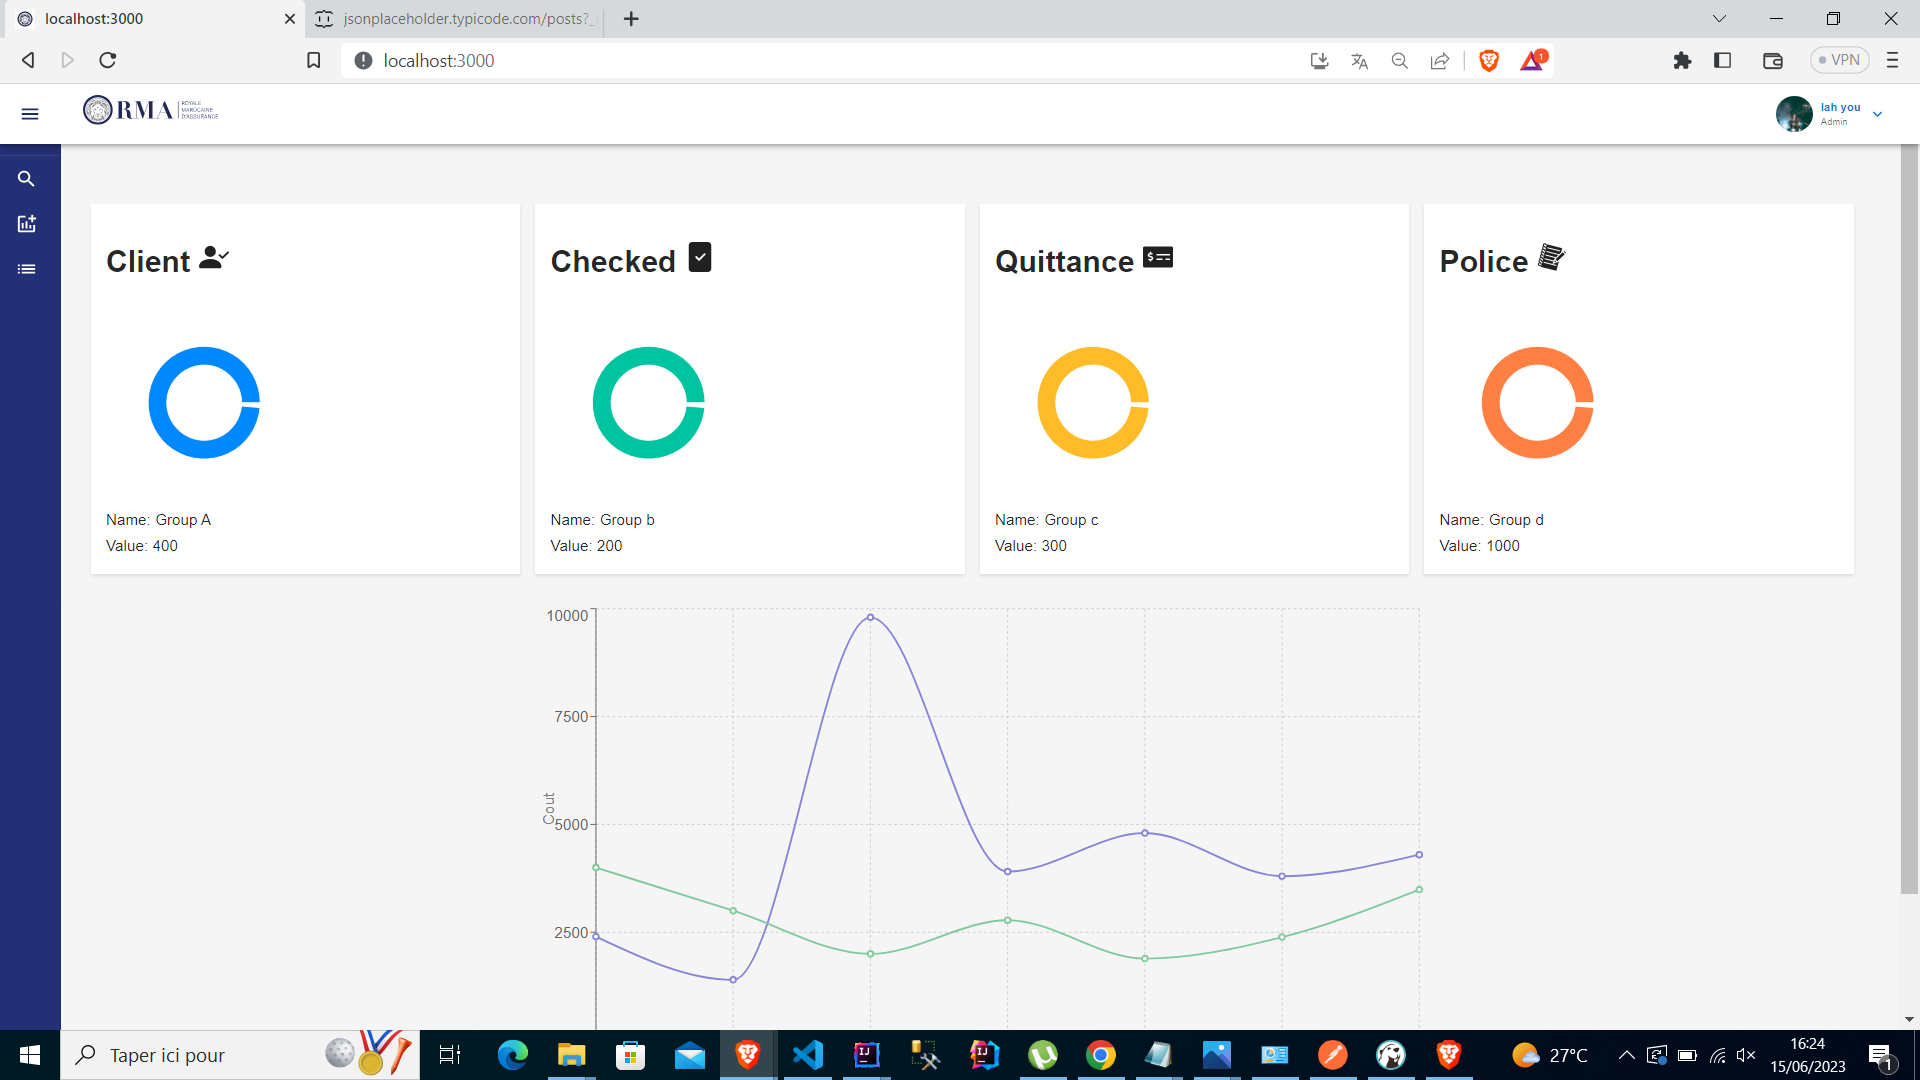 localhost:3000
jsonplaceholder.typicode.com/posts?_
localhost:3000
1
VPN
RMA
ROYALE
MAROCAINE
D'ASSURANCE
lah you
Admin
Client
Checked
Quittance
Police
Name: Group A
Value: 400
Name: Group b
Value: 200
Name: Group c
Value: 300
Name: Group d
Value: 1000
10000
7500
5000
2500
Cout
Taper ici pour
27°C
16:24
15/06/2023
1